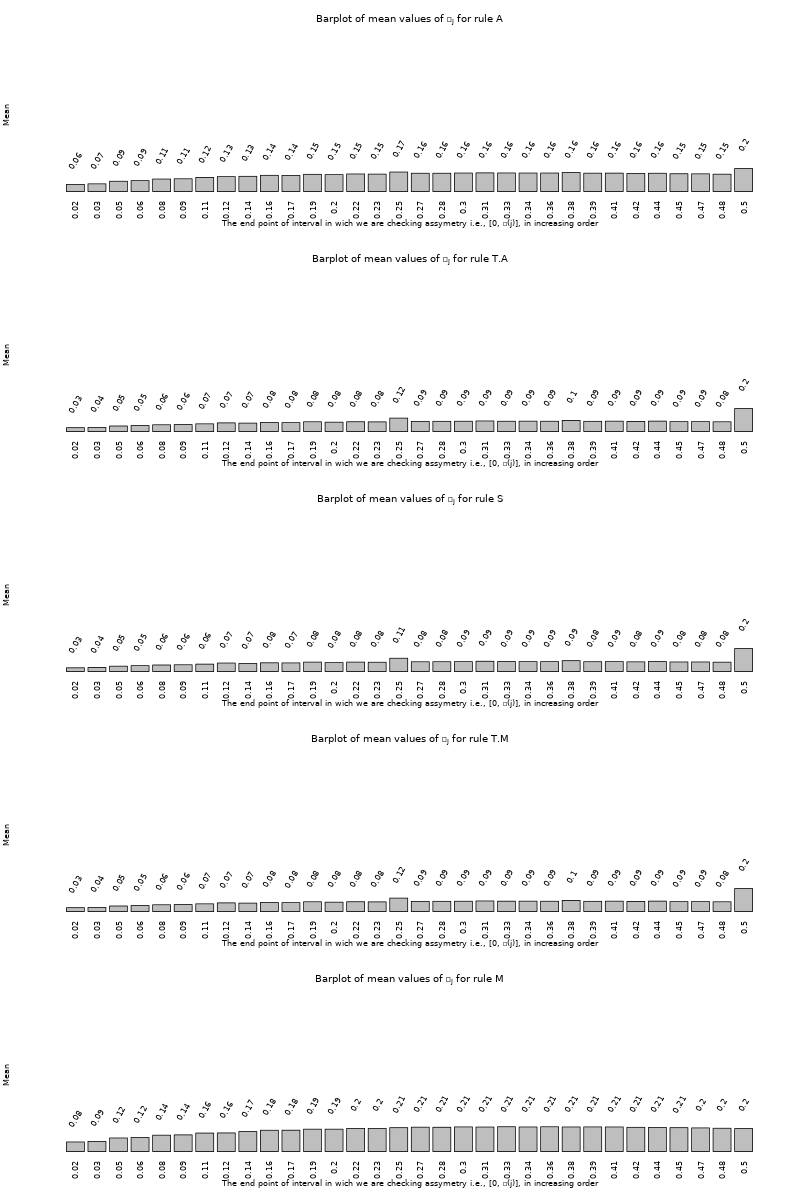 Barplot of mean values of □j for rule A
Mean
0.06 0.07 0.09 0.09 0.11 0.11 0.12 0.13 0.13 0.14 0.14 0.15 0.15 0.15 0.15 0.17 0.16 0.16 0.16 0.16 0.16 0.16 0.16 0.16 0.16 0.16 0.16 0.16 0.15 0.15 0.15 0.2
0.02 0.03 0.05 0.06 0.08 0.09 0.11 0.12 0.14 0.16 0.17 0.19 0.2 0.22 0.23 0.25 0.27 0.28 0.3 0.31 0.33 0.34 0.36 0.38 0.39 0.41 0.42 0.44 0.45 0.47 0.48 0.5
The end point of interval in wich we are checking assymetry i.e., [0, □(j)], in increasing order
Barplot of mean values of □j for rule T.A
Mean
0.03 0.04 0.05 0.05 0.06 0.06 0.07 0.07 0.07 0.08 0.08 0.08 0.08 0.08 0.08 0.12 0.09 0.09 0.09 0.09 0.09 0.09 0.09 0.1 0.09 0.09 0.09 0.09 0.09 0.09 0.08 0.2
0.02 0.03 0.05 0.06 0.08 0.09 0.11 0.12 0.14 0.16 0.17 0.19 0.2 0.22 0.23 0.25 0.27 0.28 0.3 0.31 0.33 0.34 0.36 0.38 0.39 0.41 0.42 0.44 0.45 0.47 0.48 0.5
The end point of interval in wich we are checking assymetry i.e., [0, □(j)], in increasing order
Barplot of mean values of □j for rule S
Mean
0.03 0.04 0.05 0.05 0.06 0.06 0.06 0.07 0.07 0.08 0.07 0.08 0.08 0.08 0.08 0.11 0.08 0.08 0.09 0.09 0.09 0.09 0.09 0.09 0.08 0.09 0.08 0.09 0.08 0.08 0.08 0.2
0.02 0.03 0.05 0.06 0.08 0.09 0.11 0.12 0.14 0.16 0.17 0.19 0.2 0.22 0.23 0.25 0.27 0.28 0.3 0.31 0.33 0.34 0.36 0.38 0.39 0.41 0.42 0.44 0.45 0.47 0.48 0.5
The end point of interval in wich we are checking assymetry i.e., [0, □(j)], in increasing order
Barplot of mean values of □j for rule T.M
Mean
0.03 0.04 0.05 0.05 0.06 0.06 0.07 0.07 0.07 0.08 0.08 0.08 0.08 0.08 0.08 0.12 0.09 0.09 0.09 0.09 0.09 0.09 0.09 0.1 0.09 0.09 0.09 0.09 0.09 0.09 0.08 0.2
0.02 0.03 0.05 0.06 0.08 0.09 0.11 0.12 0.14 0.16 0.17 0.19 0.2 0.22 0.23 0.25 0.27 0.28 0.3 0.31 0.33 0.34 0.36 0.38 0.39 0.41 0.42 0.44 0.45 0.47 0.48 0.5
The end point of interval in wich we are checking assymetry i.e., [0, □(j)], in increasing order
Barplot of mean values of □j for rule M
Mean
0.08 0.09 0.12 0.12 0.14 0.14 0.16 0.16 0.17 0.18 0.18 0.19 0.19 0.2 0.2 0.21 0.21 0.21 0.21 0.21 0.21 0.21 0.21 0.21 0.21 0.21 0.21 0.21 0.21 0.2 0.2 0.2
0.02 0.03 0.05 0.06 0.08 0.09 0.11 0.12 0.14 0.16 0.17 0.19 0.2 0.22 0.23 0.25 0.27 0.28 0.3 0.31 0.33 0.34 0.36 0.38 0.39 0.41 0.42 0.44 0.45 0.47 0.48 0.5
The end point of interval in wich we are checking assymetry i.e., [0, □(j)], in increasing order